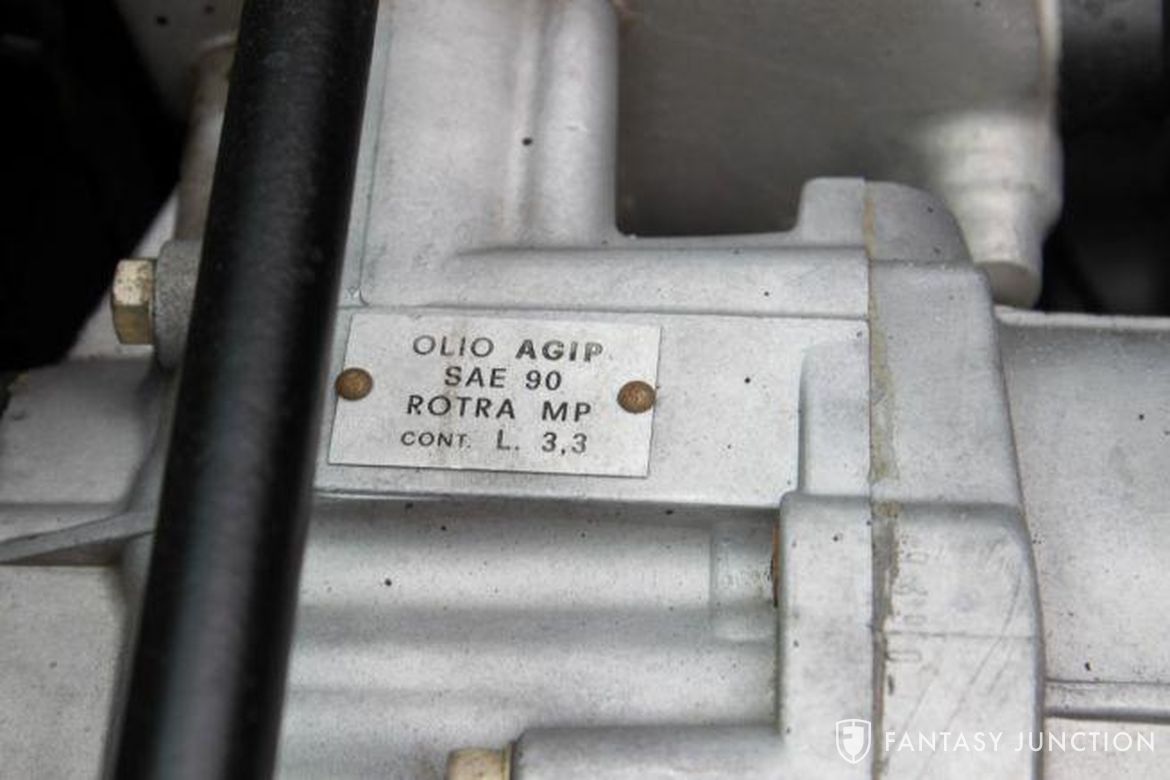 OLIO AGIP
SAE 90
ROTRA MP
CONT. L. 3,3
FANTASY JUNCTION